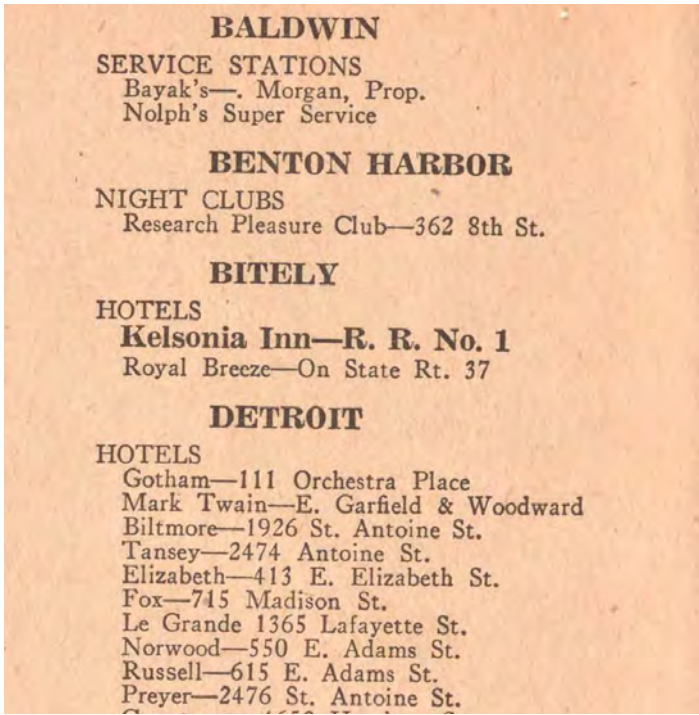 BALDWIN
SERVICE STATIONS
Bayak's—. Morgan, Prop.
Nolph's Super Service
BENTON HARBOR
NIGHT CLUBS
Research Pleasure Club—362 8th St.
BITELY
HOTELS
Kelsonia Inn—R. R. No. 1
Royal Breeze—On State Rt. 37
DETROIT
HOTELS
Gotham—111 Orchestra Place
Mark Twain—E. Garfield & Woodward
Biltmore—1926 St. Antoine St.
Tansey—2474 Antoine St.
Elizabeth—413 E. Elizabeth St.
Fox—715 Madison St.
Le Grande 1365 Lafayette St.
Norwood—550 E. Adams St.
Russell—615 E. Adams St.
Preyer—2476 St. Antoine St.